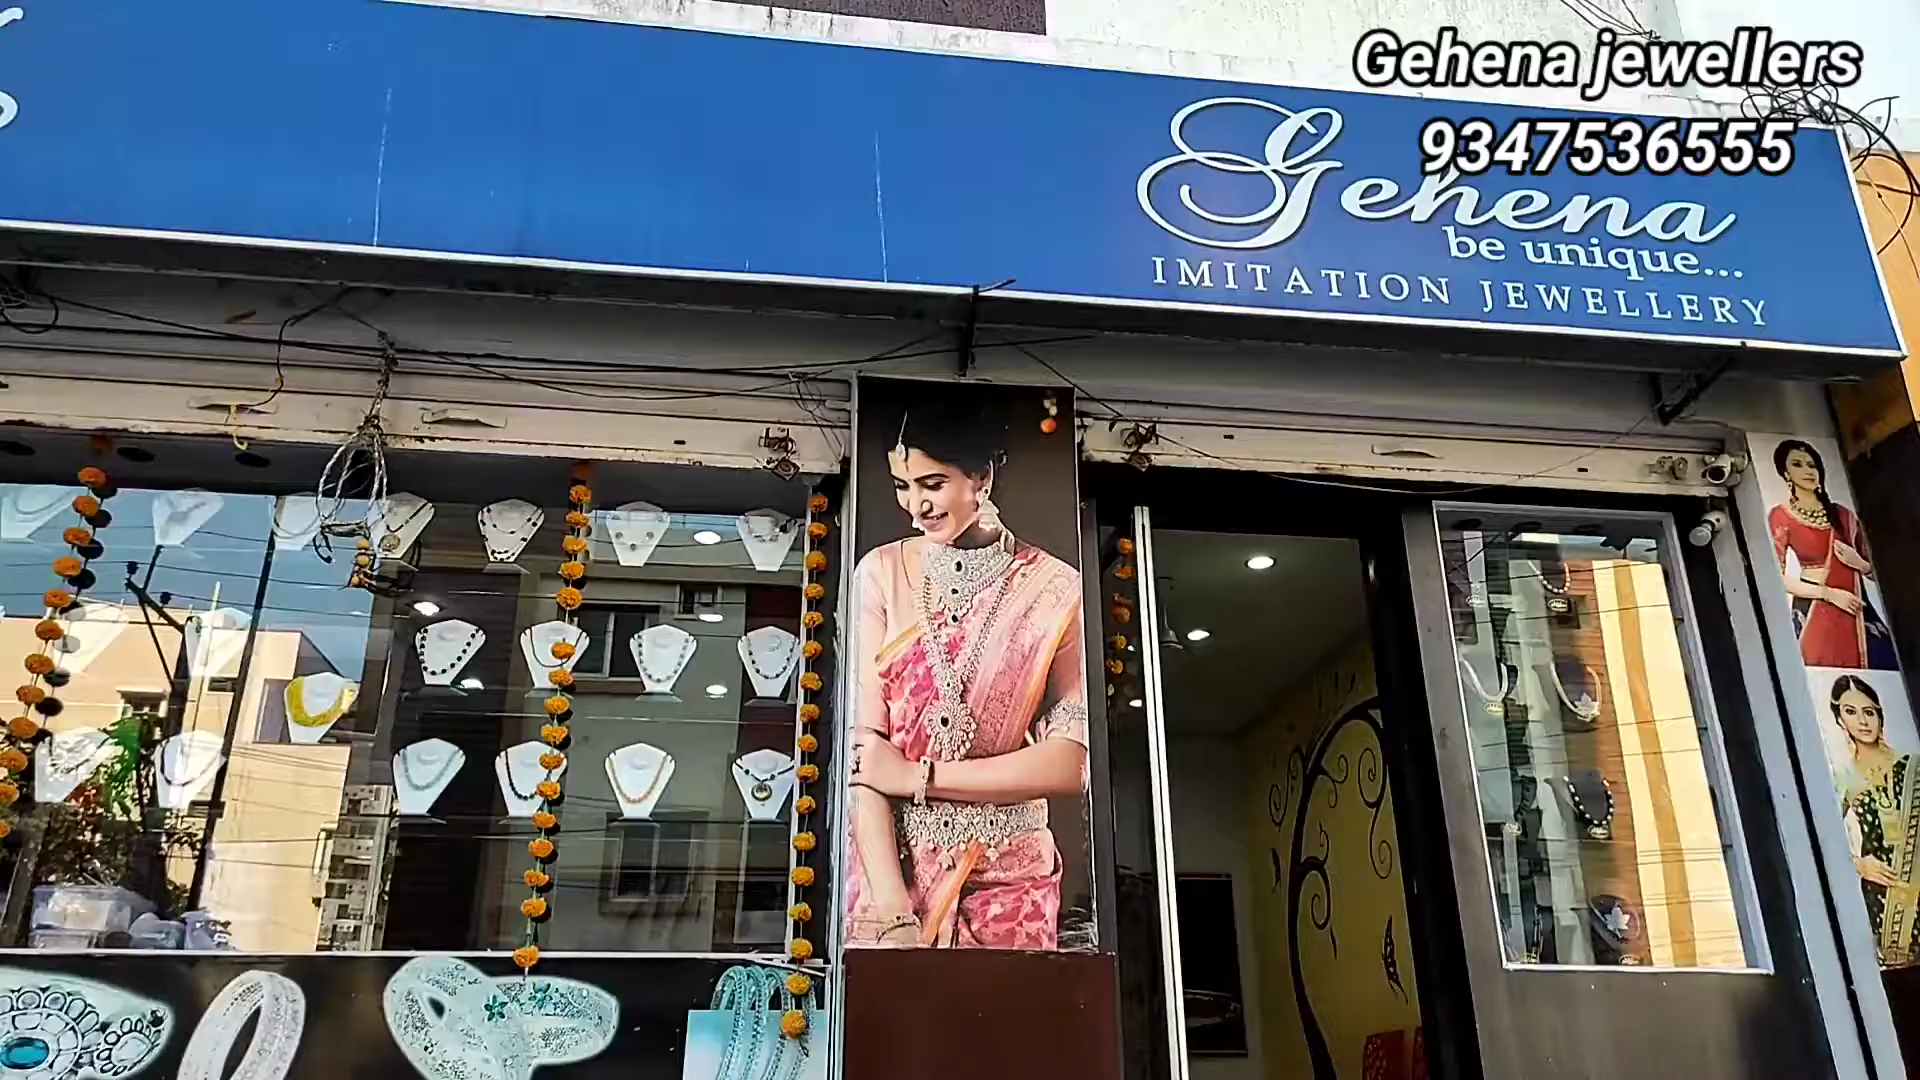 Gehena jewellers
9347536555
Gehena
be unique...
IMITATION JEWELLERY